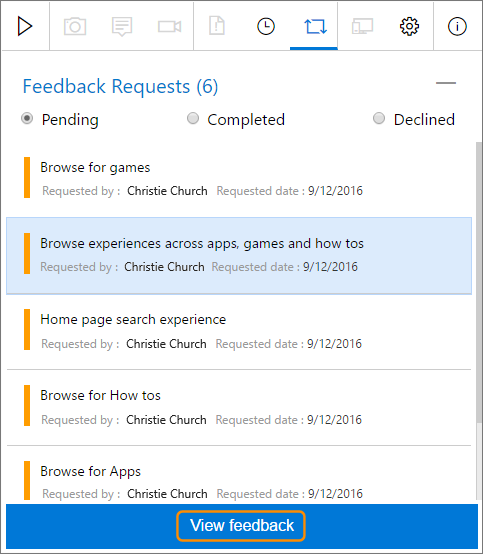 Feedback Requests (6)
Pending Completed Declined
Browse for games
Requested by : Christie Church Requested date : 9/12/2016
Browse experiences across apps, games and how tos
Requested by : Christie Church Requested date : 9/12/2016
Home page search experience
Requested by : Christie Church Requested date : 9/12/2016
Browse for How tos
Requested by : Christie Church Requested date : 9/12/2016
Browse for Apps
Requested by : Christie Church Requested date : 9/12/2016
View feedback